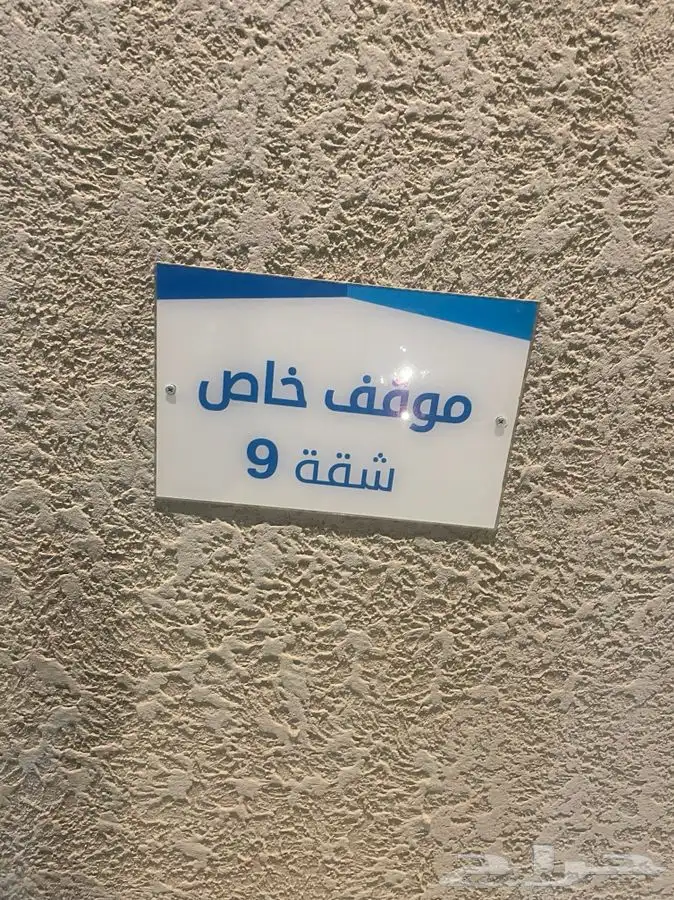 موقف خاص
شقة 9
حراج